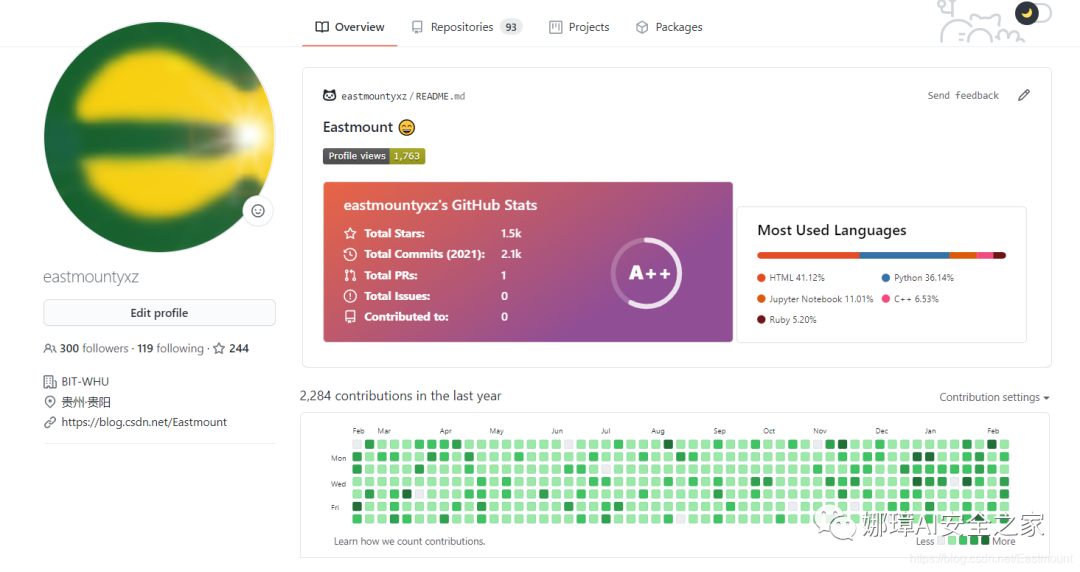 Overview Repositories 93 Projects Packages
eastmountyxz / README.md Send feedback
Eastmount
Profile views 1,763
eastmountyxz's GitHub Stats
Total Stars: 1.5k
Total Commits (2021): 2.1k
Total PRs: 1
Total Issues: 0
Contributed to: 0
A++
Most Used Languages
HTML 41.12% Python 36.14%
Jupyter Notebook 11.01% C++ 6.53%
Ruby 5.20%
eastmountyxz
Edit profile
300 followers · 119 following · 244
BIT-WHU
贵州·贵阳
https://blog.csdn.net/Eastmount
2,284 contributions in the last year Contribution settings
Feb Mar Apr May Jun Jul Aug Sep Oct Nov Dec Jan Feb
Mon
Wed
Fri
Learn how we count contributions. Less More
娜璋AI安全之家
https://blog.csdn.net/Eastmount